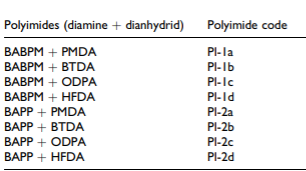 Polyimides (diamine + dianhydrid) Polyimide code
BABPM + PMDA PI-1a
BABPM + BTDA PI-1b
BABPM + ODPA PI-1c
BABPM + HFDA PI-1d
BAPP + PMDA PI-2a
BAPP + BTDA PI-2b
BAPP + ODPA PI-2c
BAPP + HFDA PI-2d